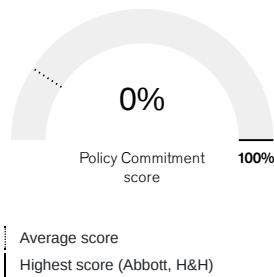 0%
Policy Commitment
score
100%
Average score
Highest score (Abbott, H&H)